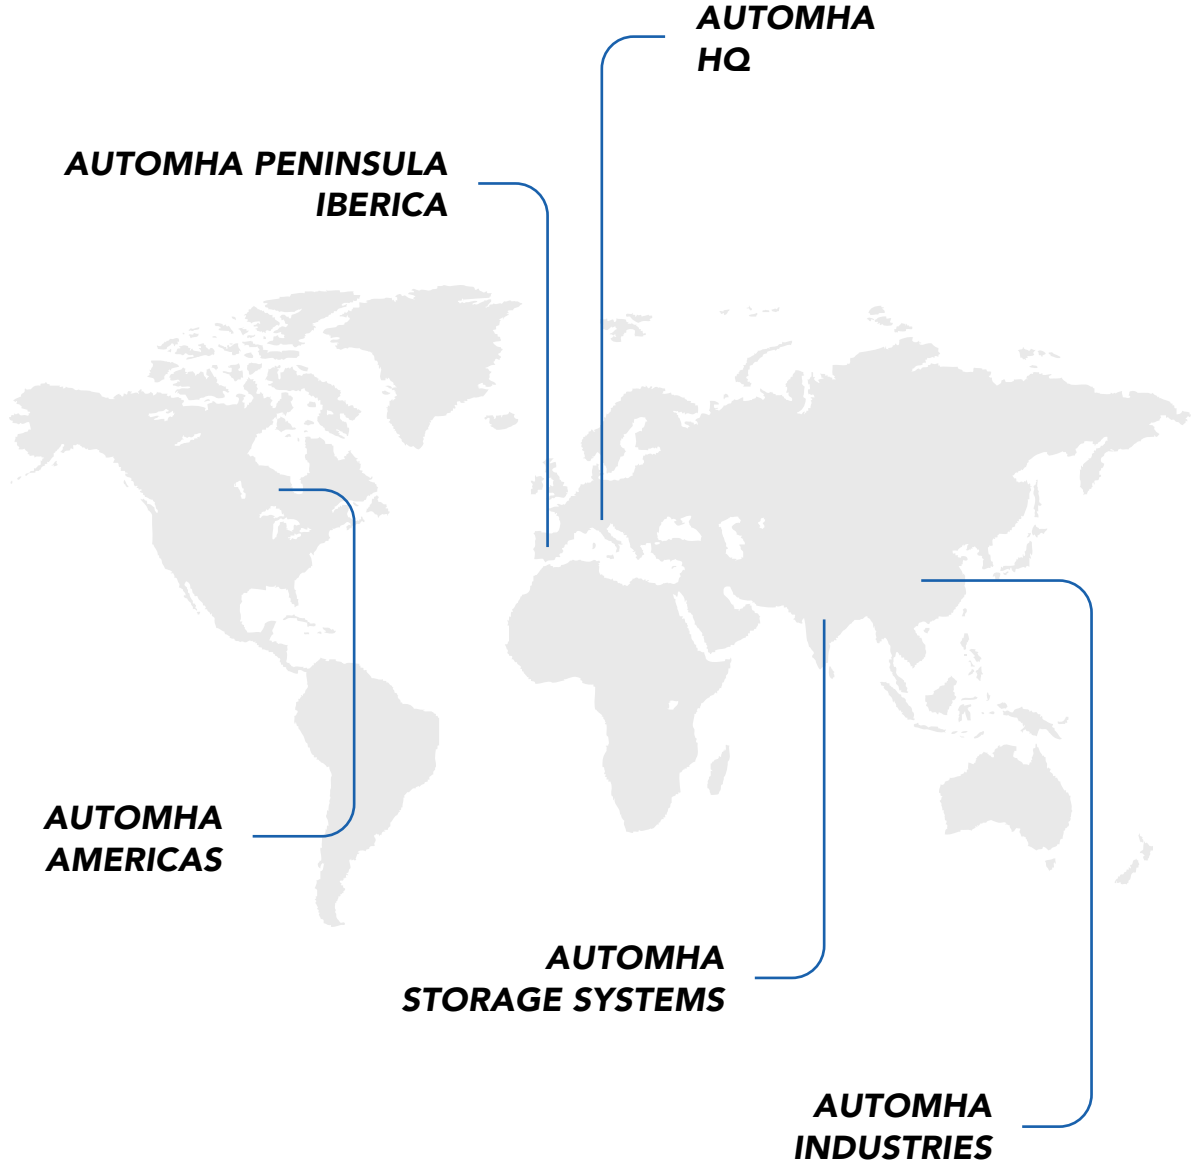 AUTOMHA
HQ
AUTOMHA PENINSULA
IBERICA
AUTOMHA
AMERICAS
AUTOMHA
STORAGE SYSTEMS
AUTOMHA
INDUSTRIES